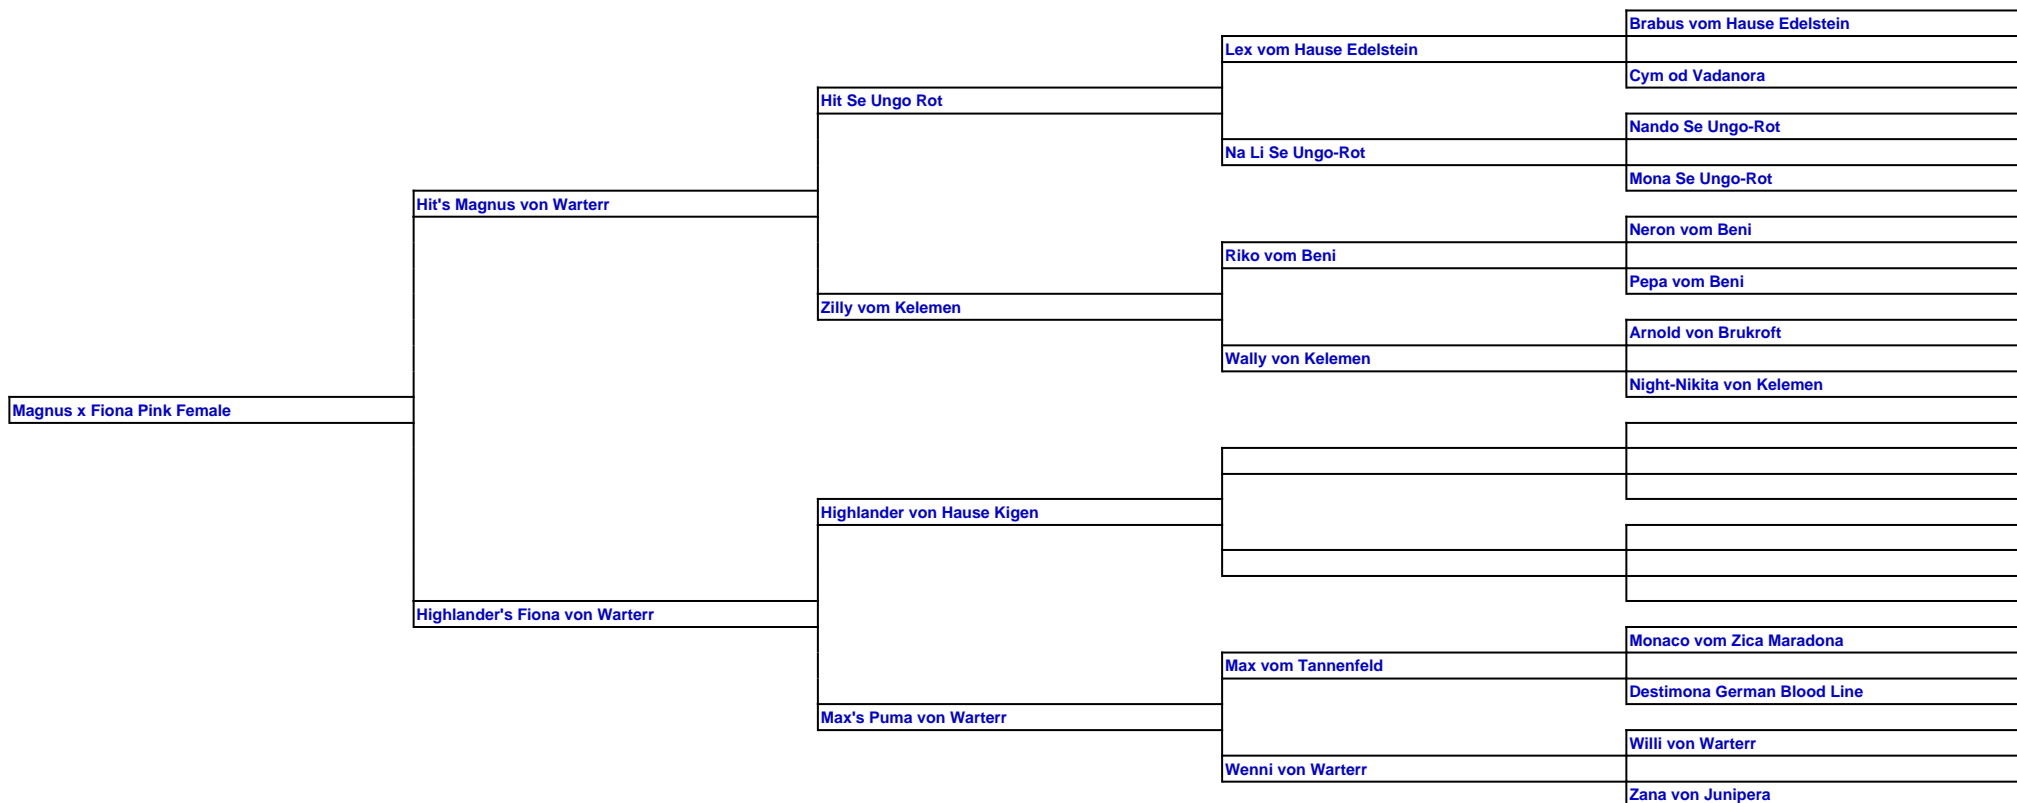 Brabus vom Hause Edelstein
Lex vom Hause Edelstein
Cym od Vadanora
Hit Se Ungo Rot
Nando Se Ungo-Rot
Na Li Se Ungo-Rot
Mona Se Ungo-Rot
Hit's Magnus von Warterr
Neron vom Beni
Riko vom Beni
Pepa vom Beni
Zilly vom Kelemen
Arnold von Brukroft
Wally von Kelemen
Night-Nikita von Kelemen
Magnus x Fiona Pink Female
Highlander von Hause Kigen
Highlander's Fiona von Warterr
Monaco vom Zica Maradona
Max vom Tannenfeld
Destimona German Blood Line
Max's Puma von Warterr
Willi von Warterr
Wenni von Warterr
Zana von Junipera